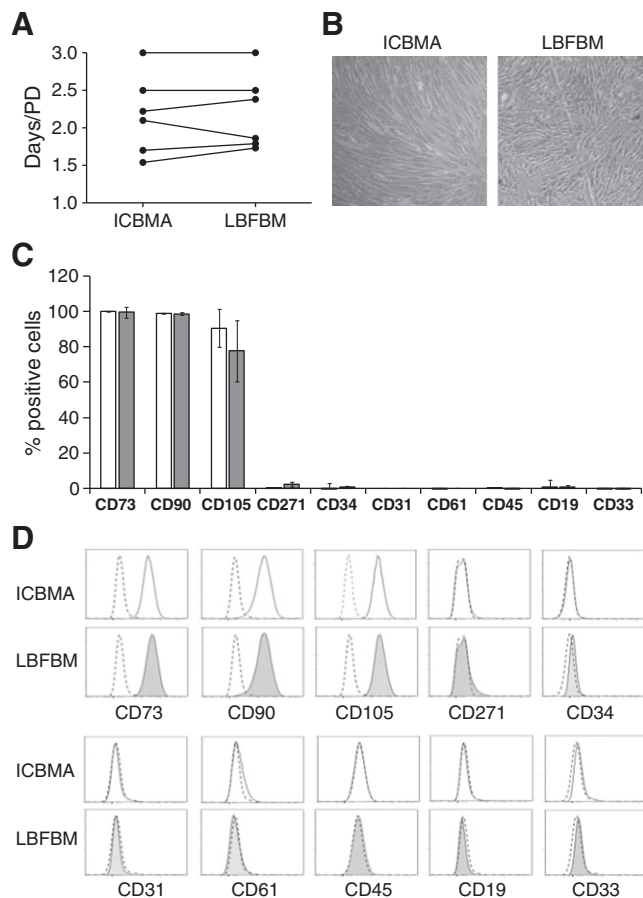 A
Days/PD
3.0
2.5
2.0
1.5
1.0
ICBMA LBFBM
B
ICBMA LBFBM
C
% positive cells
120
100
80
60
40
20
0
CD73 CD90 CD105 CD271 CD34 CD31 CD61 CD45 CD19 CD33
D
ICBMA
LBFBM
CD73 CD90 CD105 CD271 CD34
ICBMA
LBFBM
CD31 CD61 CD45 CD19 CD33